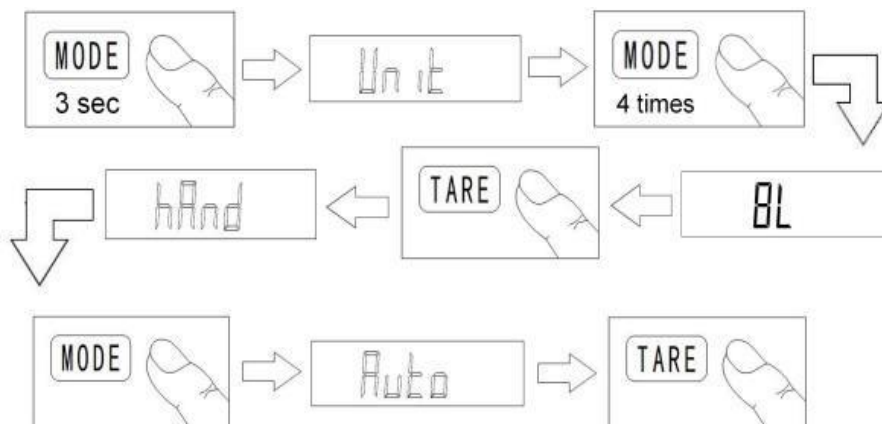 MODE
3 sec
Unit
MODE
4 times
8L
TARE
hAnd
MODE
Auto
TARE